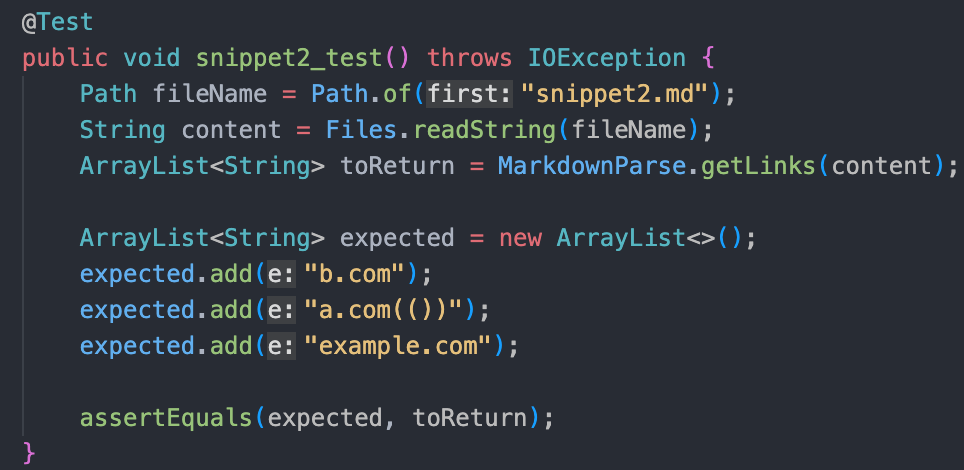 @Test
public void snippet2_test() throws IOException {
    Path fileName = Path.of(first: "snippet2.md");
    String content = Files.readString(fileName);
    ArrayList<String> toReturn = MarkdownParse.getLinks(content);

    ArrayList<String> expected = new ArrayList<>();
    expected.add(e: "b.com");
    expected.add(e: "a.com(())");
    expected.add(e: "example.com");

    assertEquals(expected, toReturn);
}